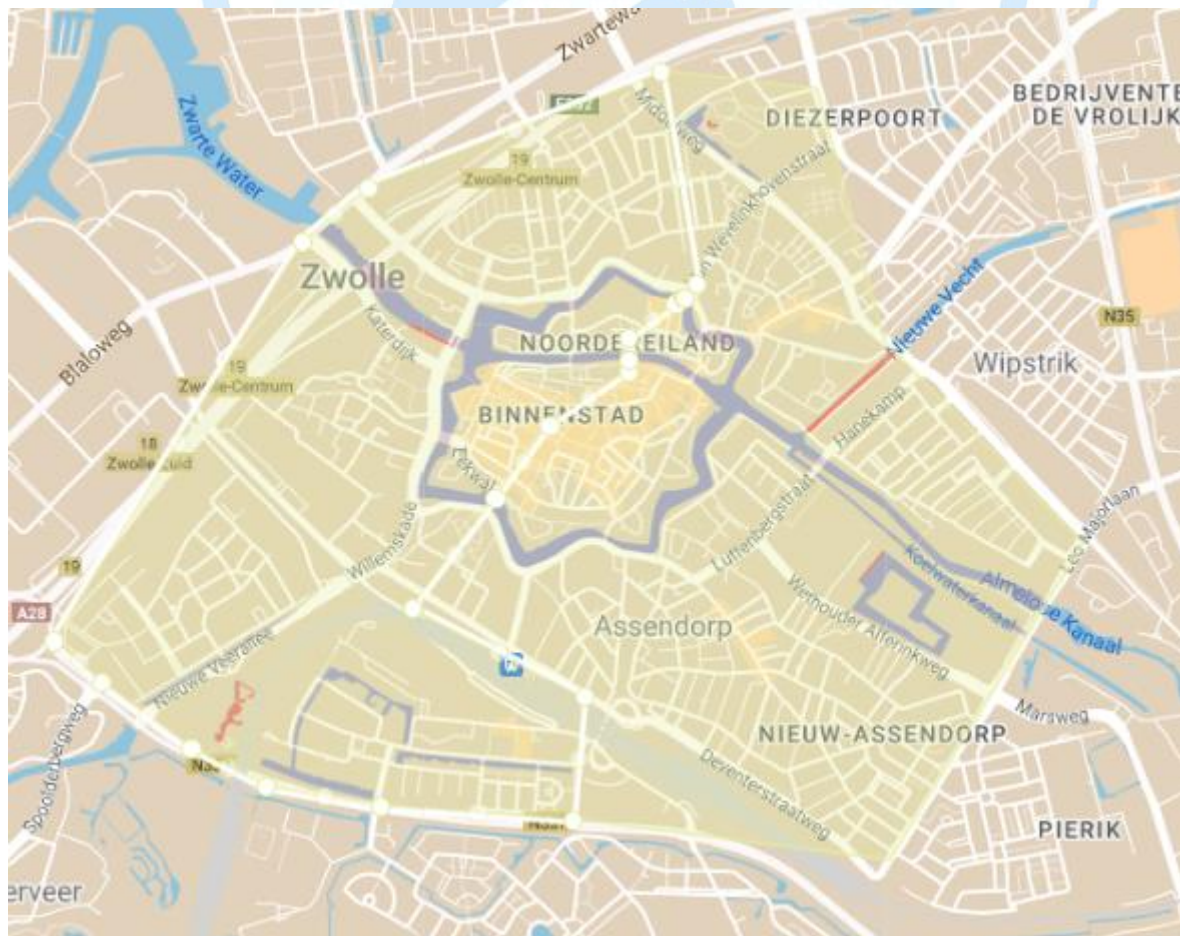 Zwarte Water
Middelweg
DIEZERPOORT
BEDRIJVENTE
DE VROLIJK
19
Zwolle-Centrum
Zwolle
Katerdijk
Nieuwe Vecht
N35
Wipstrik
Blaloweg
NOORDEREILAND
19
Zwolle-Centrum
BINNENSTAD
Hanekamp
18
Zwolle-Zuid
Eekwal
Willemskade
Luttenbergstraat
Leo Majorlaan
19
A28
Koelwaterkanaal
Almelose Kanaal
Assendorp
Wethouder Alferinkweg
Nieuwe Veerallee
Marsweg
NIEUW-ASSENDORP
Spoolderbergweg
Deventerstraatweg
N337
PIERIK
erveer